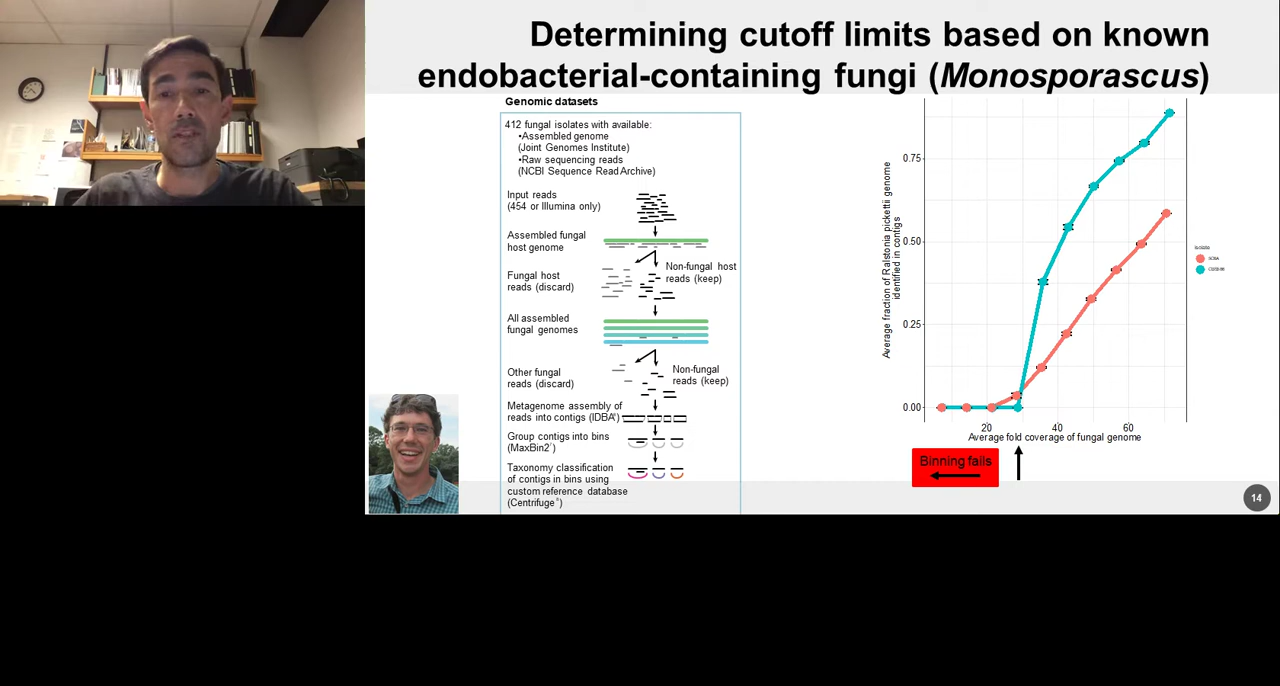 Determining cutoff limits based on known
endobacterial-containing fungi (Monosporascus)
Genomic datasets
412 fungal isolates with available:
•Assembled genome
(Joint Genomes Institute)
•Raw sequencing reads
(NCBI Sequence Read Archive)
Input reads
(454 or Illumina only)
Assembled fungal
host genome
Fungal host
reads (discard)
Non-fungal host
reads (keep)
All assembled
fungal genomes
Other fungal
reads (discard)
Non-fungal
reads (keep)
Metagenome assembly of
reads into contigs (IDBA
Group contigs into bins
(MaxBin2
Taxonomy classification
of contigs in bins using
custom reference database
(Centrifuge
Average fraction of Ralstonia pickettii genome
identified in contigs
0.75
0.50
0.25
0.00
20
40
60
Average fold coverage of fungal genome
Binning fails
14